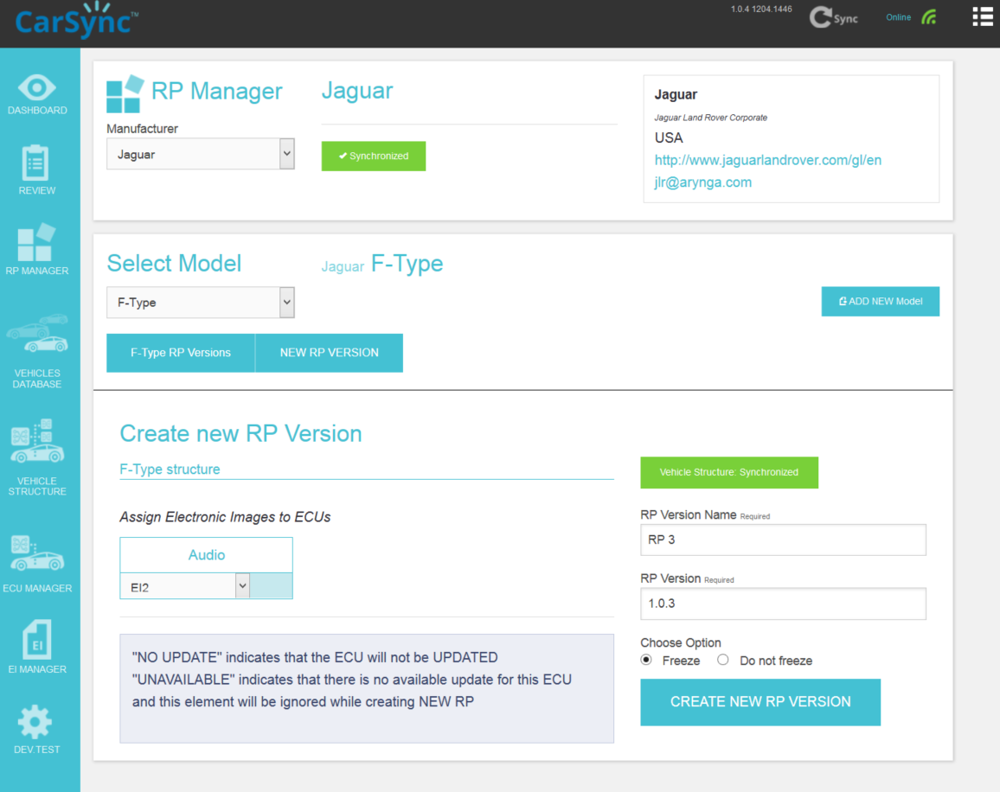 CarSync™
1.0.4 1204.1446
Sync
Online
DASHBOARD
REVIEW
RP MANAGER
VEHICLES
DATABASE
VEHICLE
STRUCTURE
ECU MANAGER
EI
EI MANAGER
DEV.TEST
RP Manager
Manufacturer
Jaguar
Jaguar
✔ Synchronized
Jaguar
Jaguar Land Rover Corporate
USA
http://www.jaguarlandrover.com/gl/en
jlr@arynga.com
Select Model
Jaguar F-Type
F-Type
ADD NEW Model
F-Type RP Versions
NEW RP VERSION
Create new RP Version
F-Type structure
Assign Electronic Images to ECUs
Audio
EI2
"NO UPDATE" indicates that the ECU will not be UPDATED
"UNAVAILABLE" indicates that there is no available update for this ECU
and this element will be ignored while creating NEW RP
Vehicle Structure: Synchronized
RP Version Name Required
RP 3
RP Version Required
1.0.3
Choose Option
Freeze Do not freeze
CREATE NEW RP VERSION